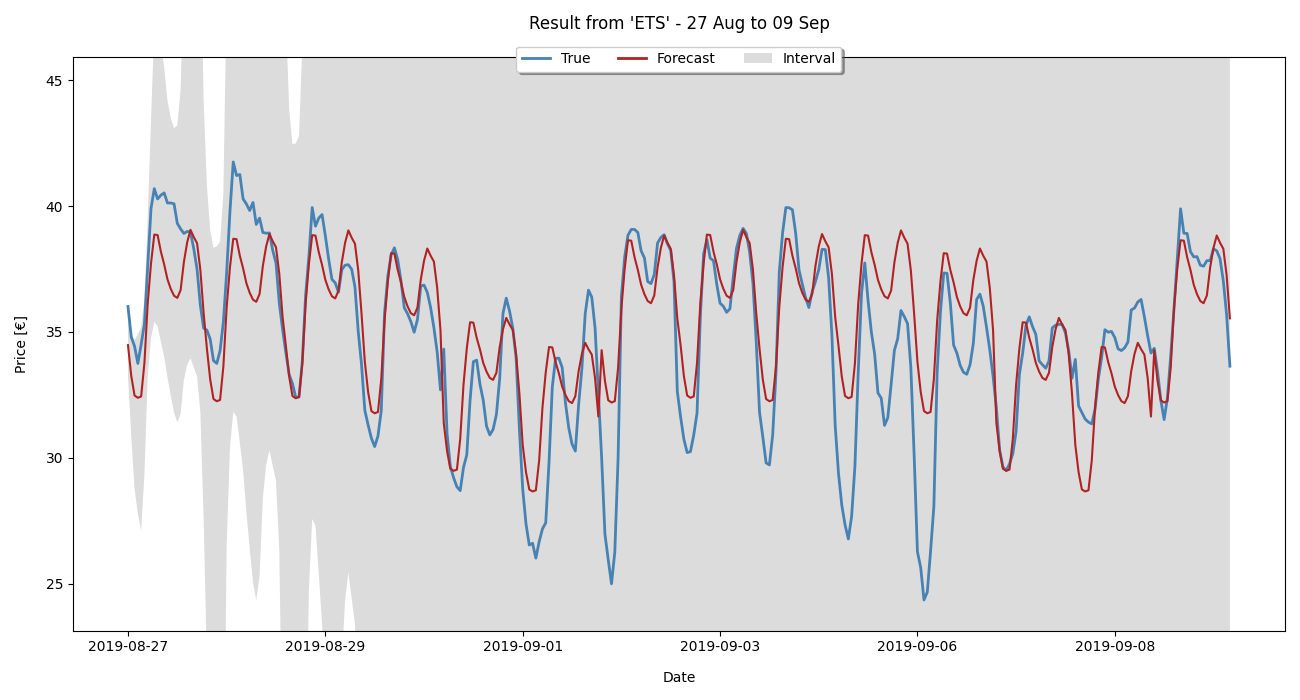 Result from 'ETS' - 27 Aug to 09 Sep
True Forecast Interval
Price [€]
45
40
35
30
25
2019-08-27 2019-08-29 2019-09-01 2019-09-03 2019-09-06 2019-09-08
Date